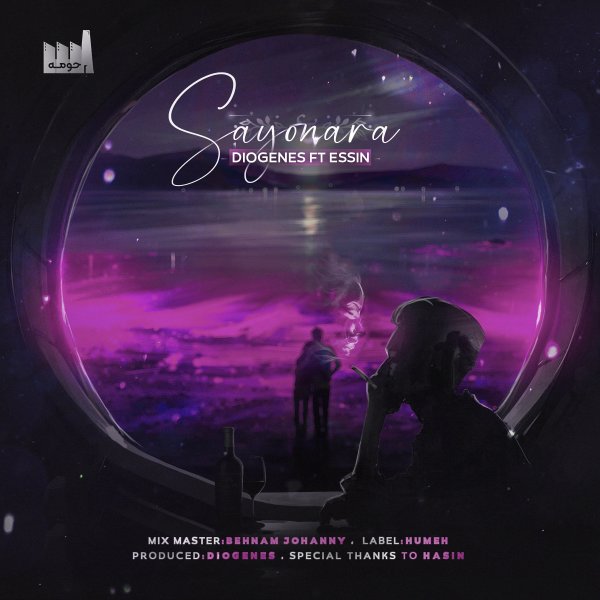 حومه
Sayonara
DIOGENES FT ESSIN
MIX MASTER:BEHNAM JOHANNY , LABEL:HUMEH
PRODUCED:DIOGENES , SPECIAL THANKS TO HASIN